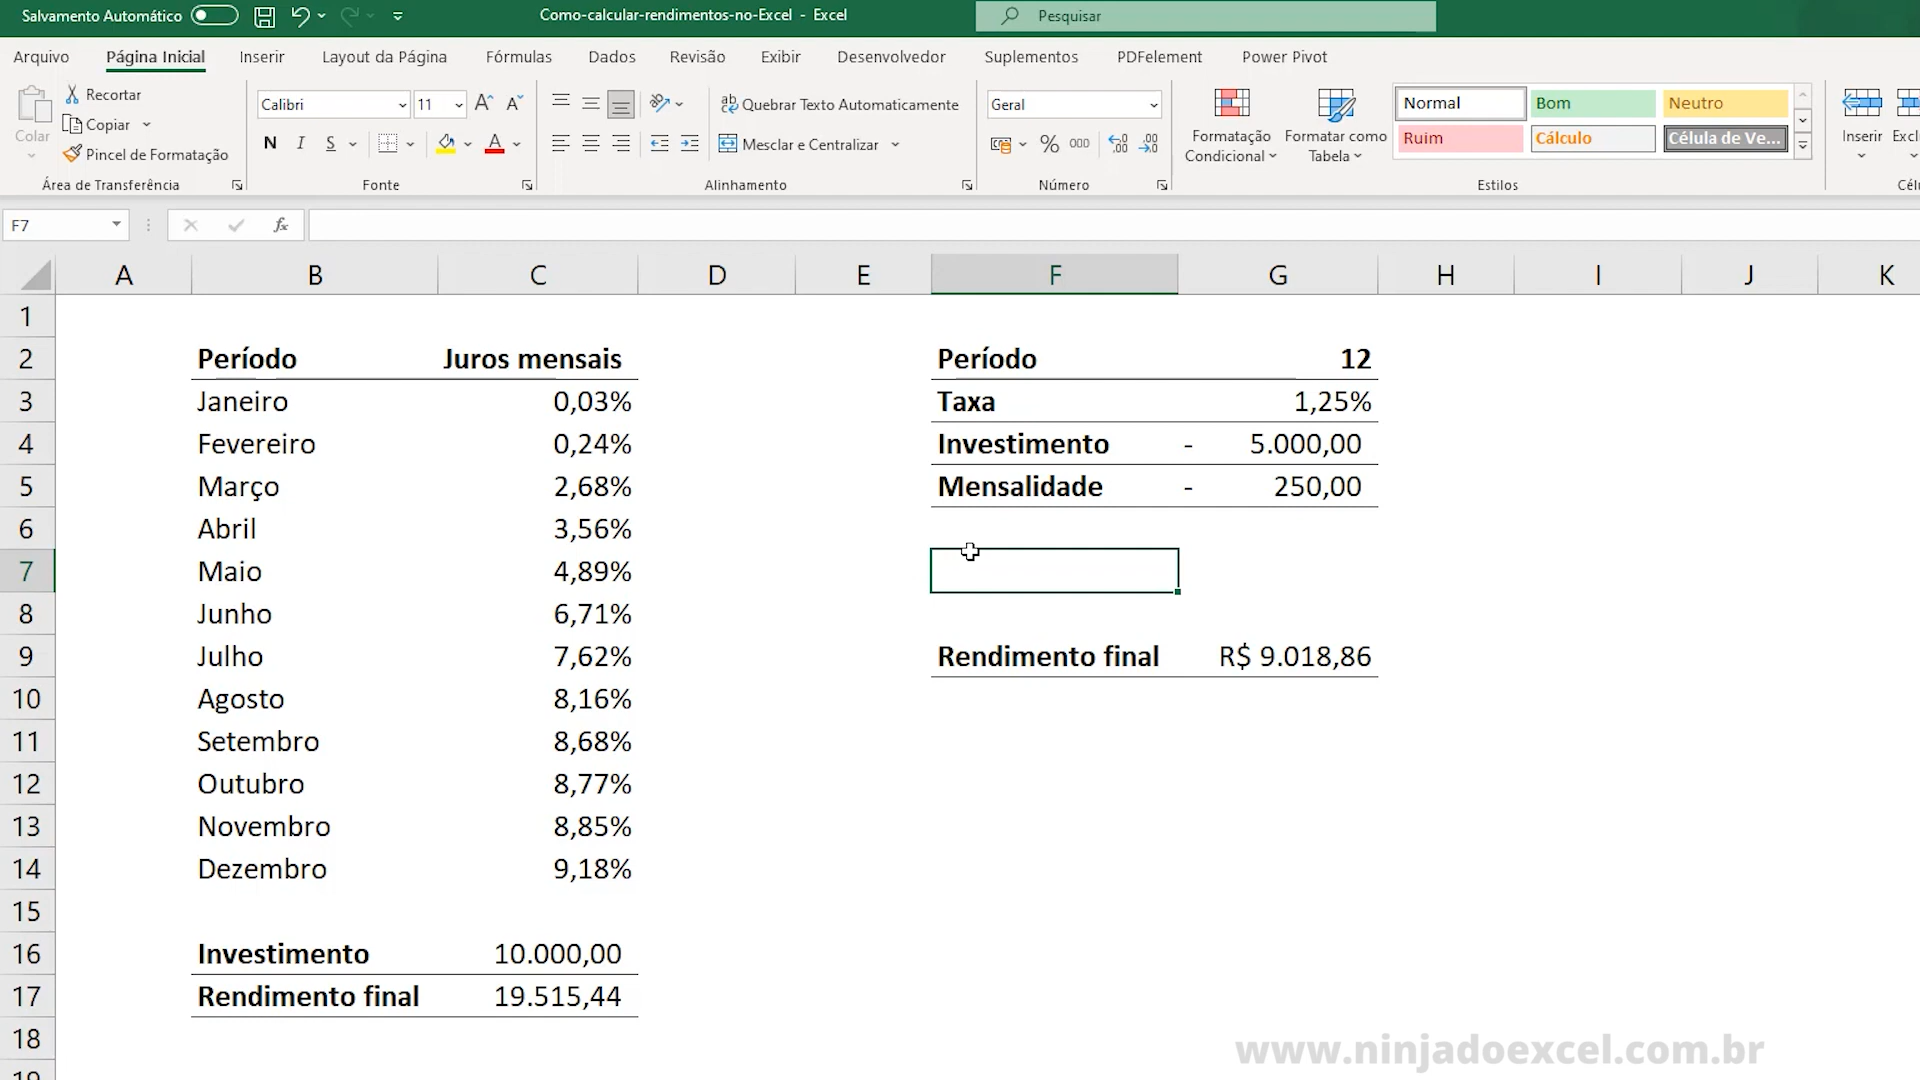 Salvamento Automático
Como-calcular-rendimentos-no-Excel - Excel
Pesquisar
Arquivo Página Inicial Inserir Layout da Página Fórmulas Dados Revisão Exibir Desenvolvedor Suplementos PDFelement Power Pivot
Colar
Recortar
Copiar
Pincel de Formatação
Área de Transferência
Calibri 11
N I S
Fonte
Quebrar Texto Automaticamente
Mesclar e Centralizar
Alinhamento
Geral
% 000
Número
Formatação Condicional
Formatar como Tabela
Normal Bom Neutro
Ruim Cálculo Célula de Ve...
Estilos
Inserir Exclu
Célu
F7 fx
A B C D E F G H I J K
1
2 Período Juros mensais Período 12
3 Janeiro 0,03% Taxa 1,25%
4 Fevereiro 0,24% Investimento - 5.000,00
5 Março 2,68% Mensalidade - 250,00
6 Abril 3,56%
7 Maio 4,89%
8 Junho 6,71%
9 Julho 7,62% Rendimento final R$ 9.018,86
10 Agosto 8,16%
11 Setembro 8,68%
12 Outubro 8,77%
13 Novembro 8,85%
14 Dezembro 9,18%
15
16 Investimento 10.000,00
17 Rendimento final 19.515,44
18
19
www.ninjadoexcel.com.br